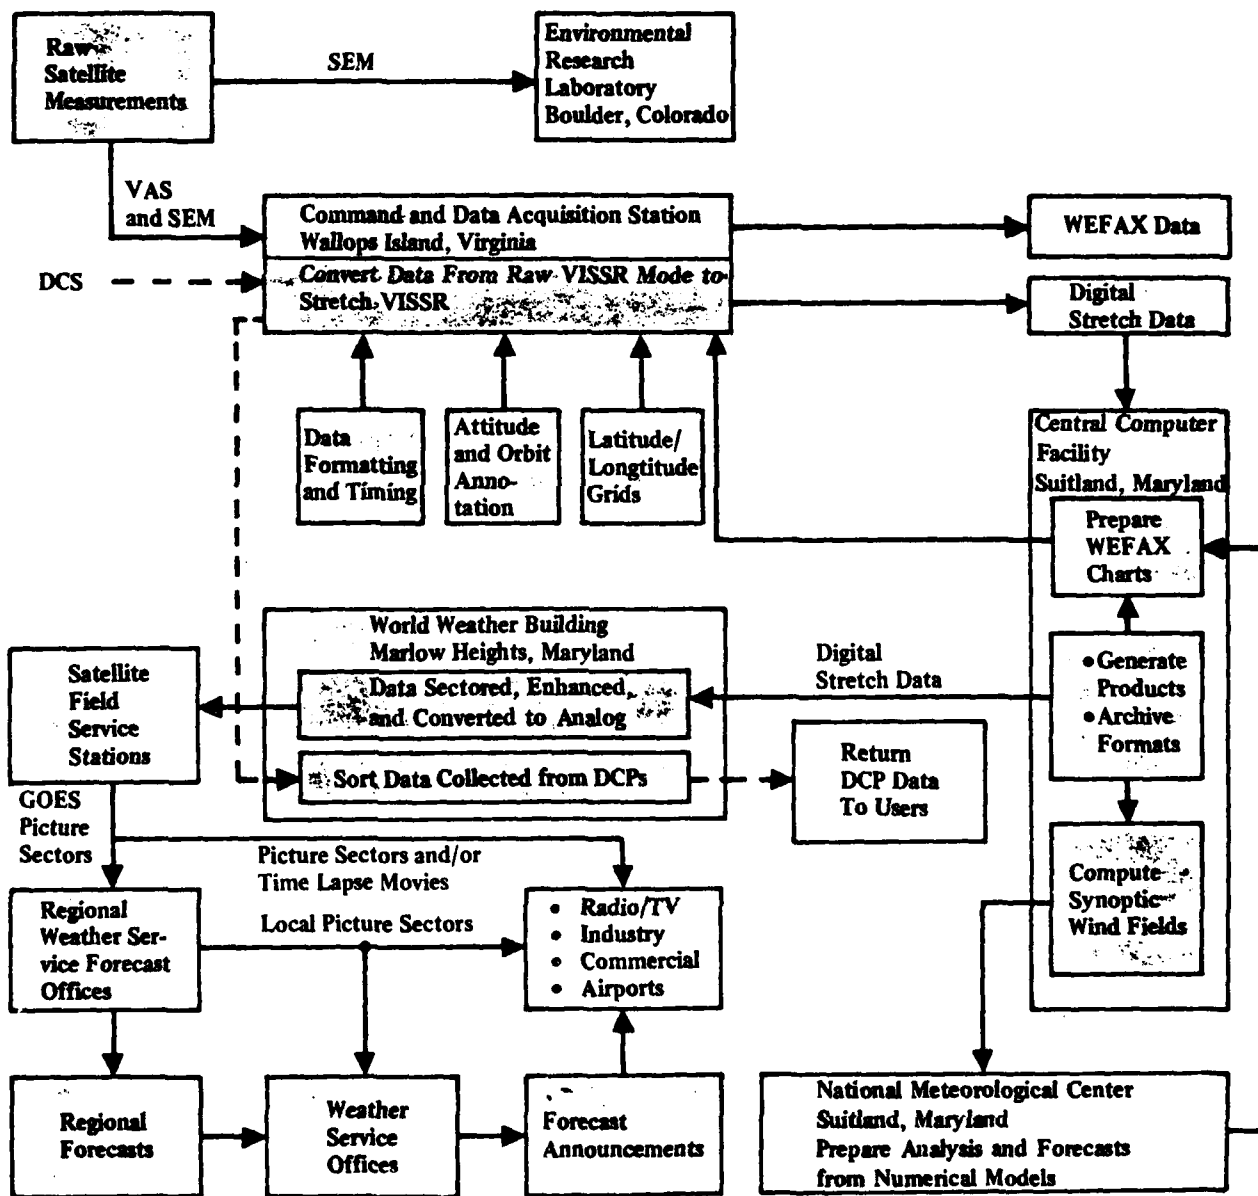 Raw
Satellite
Measurements
SEM
Environmental
Research
Laboratory
Boulder, Colorado
VAS
and SEM
Command and Data Acquisition Station
Wallops Island, Virginia
WEFAX Data
DCS
Convert Data From Raw VISSR Mode to
Stretch VISSR
Digital
Stretch Data
Data
Formatting
and Timing
Attitude
and Orbit
Anno-
tation
Latitude/
Longtitude
Grids
Central Computer
Facility
Suitland, Maryland
Prepare
WEFAX
Charts
World Weather Building
Marlow Heights, Maryland
Satellite
Field
Service
Stations
Data Sectored, Enhanced,
and Converted to Analog
Digital
Stretch Data
• Generate
Products
• Archive
Formats
Sort Data Collected from DCPs
Return
DCP Data
To Users
GOES
Picture
Sectors
Picture Sectors and/or
Time Lapse Movies
Compute
Synoptic
Wind Fields
Regional
Weather Ser-
vice Forecast
Offices
Local Picture Sectors
• Radio/TV
• Industry
• Commercial
• Airports
Regional
Forecasts
Weather
Service
Offices
Forecast
Announcements
National Meteorological Center
Suitland, Maryland
Prepare Analysis and Forecasts
from Numerical Models